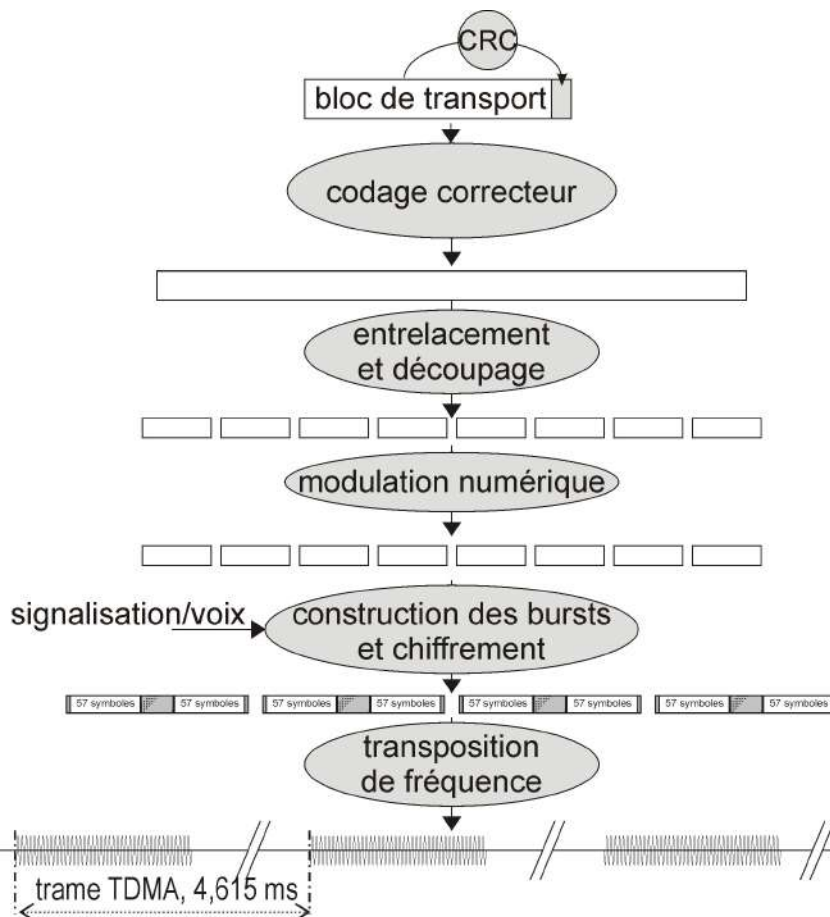 CRC
bloc de transport
codage correcteur
entrelacement
et découpage
modulation numérique
signalisation/voix
construction des bursts
et chiffrement
57 symboles 57 symboles 57 symboles 57 symboles 57 symboles 57 symboles 57 symboles 57 symboles
transposition
de fréquence
trame TDMA, 4,615 ms